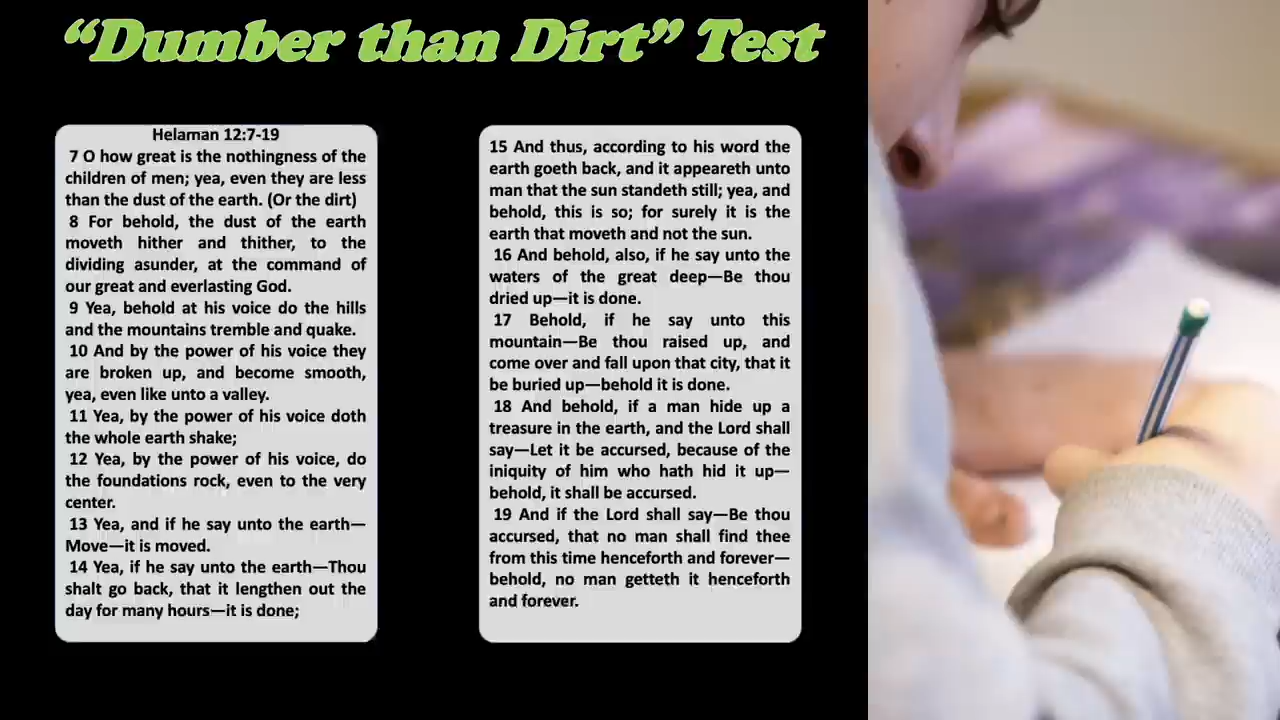 “Dumber than Dirt” Test
Helaman 12:7-19
7 O how great is the nothingness of the
children of men; yea, even they are less
than the dust of the earth. (Or the dirt)
8 For behold, the dust of the earth
moveth hither and thither, to the
dividing asunder, at the command of
our great and everlasting God.
9 Yea, behold at his voice do the hills
and the mountains tremble and quake.
10 And by the power of his voice they
are broken up, and become smooth,
yea, even like unto a valley.
11 Yea, by the power of his voice doth
the whole earth shake;
12 Yea, by the power of his voice, do
the foundations rock, even to the very
center.
13 Yea, and if he say unto the earth—
Move—it is moved.
14 Yea, if he say unto the earth—Thou
shalt go back, that it lengthen out the
day for many hours—it is done;
15 And thus, according to his word the
earth goeth back, and it appeareth unto
man that the sun standeth still; yea, and
behold, this is so; for surely it is the
earth that moveth and not the sun.
16 And behold, also, if he say unto the
waters of the great deep—Be thou
dried up—it is done.
17 Behold, if he say unto this
mountain—Be thou raised up, and
come over and fall upon that city, that it
be buried up—behold it is done.
18 And behold, if a man hide up a
treasure in the earth, and the Lord shall
say—Let it be accursed, because of the
iniquity of him who hath hid it up—
behold, it shall be accursed.
19 And if the Lord shall say—Be thou
accursed, that no man shall find thee
from this time henceforth and forever—
behold, no man getteth it henceforth
and forever.